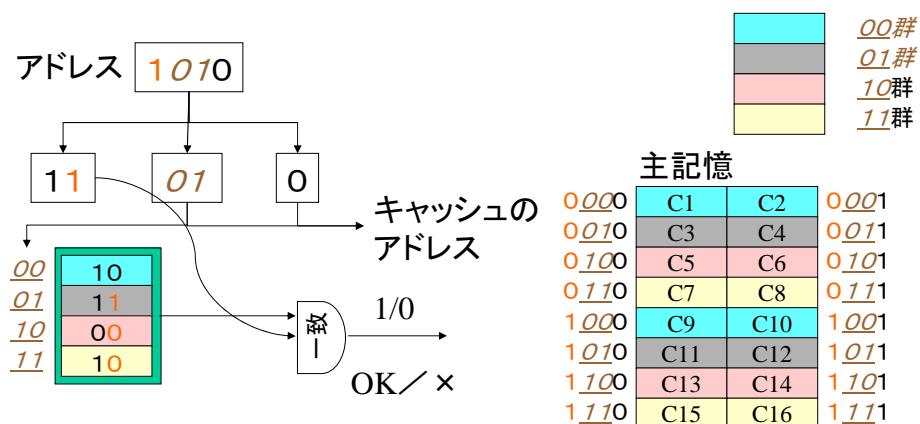 アドレス 1010
11 01 0
キャッシュの
アドレス
00 10
01 11
10 00
11 10
一致
1/0
OK／×
00群
01群
10群
11群
主記憶
0000 C1 C2 0001
0010 C3 C4 0011
0100 C5 C6 0101
0110 C7 C8 0111
1000 C9 C10 1001
1010 C11 C12 1011
1100 C13 C14 1101
1110 C15 C16 1111